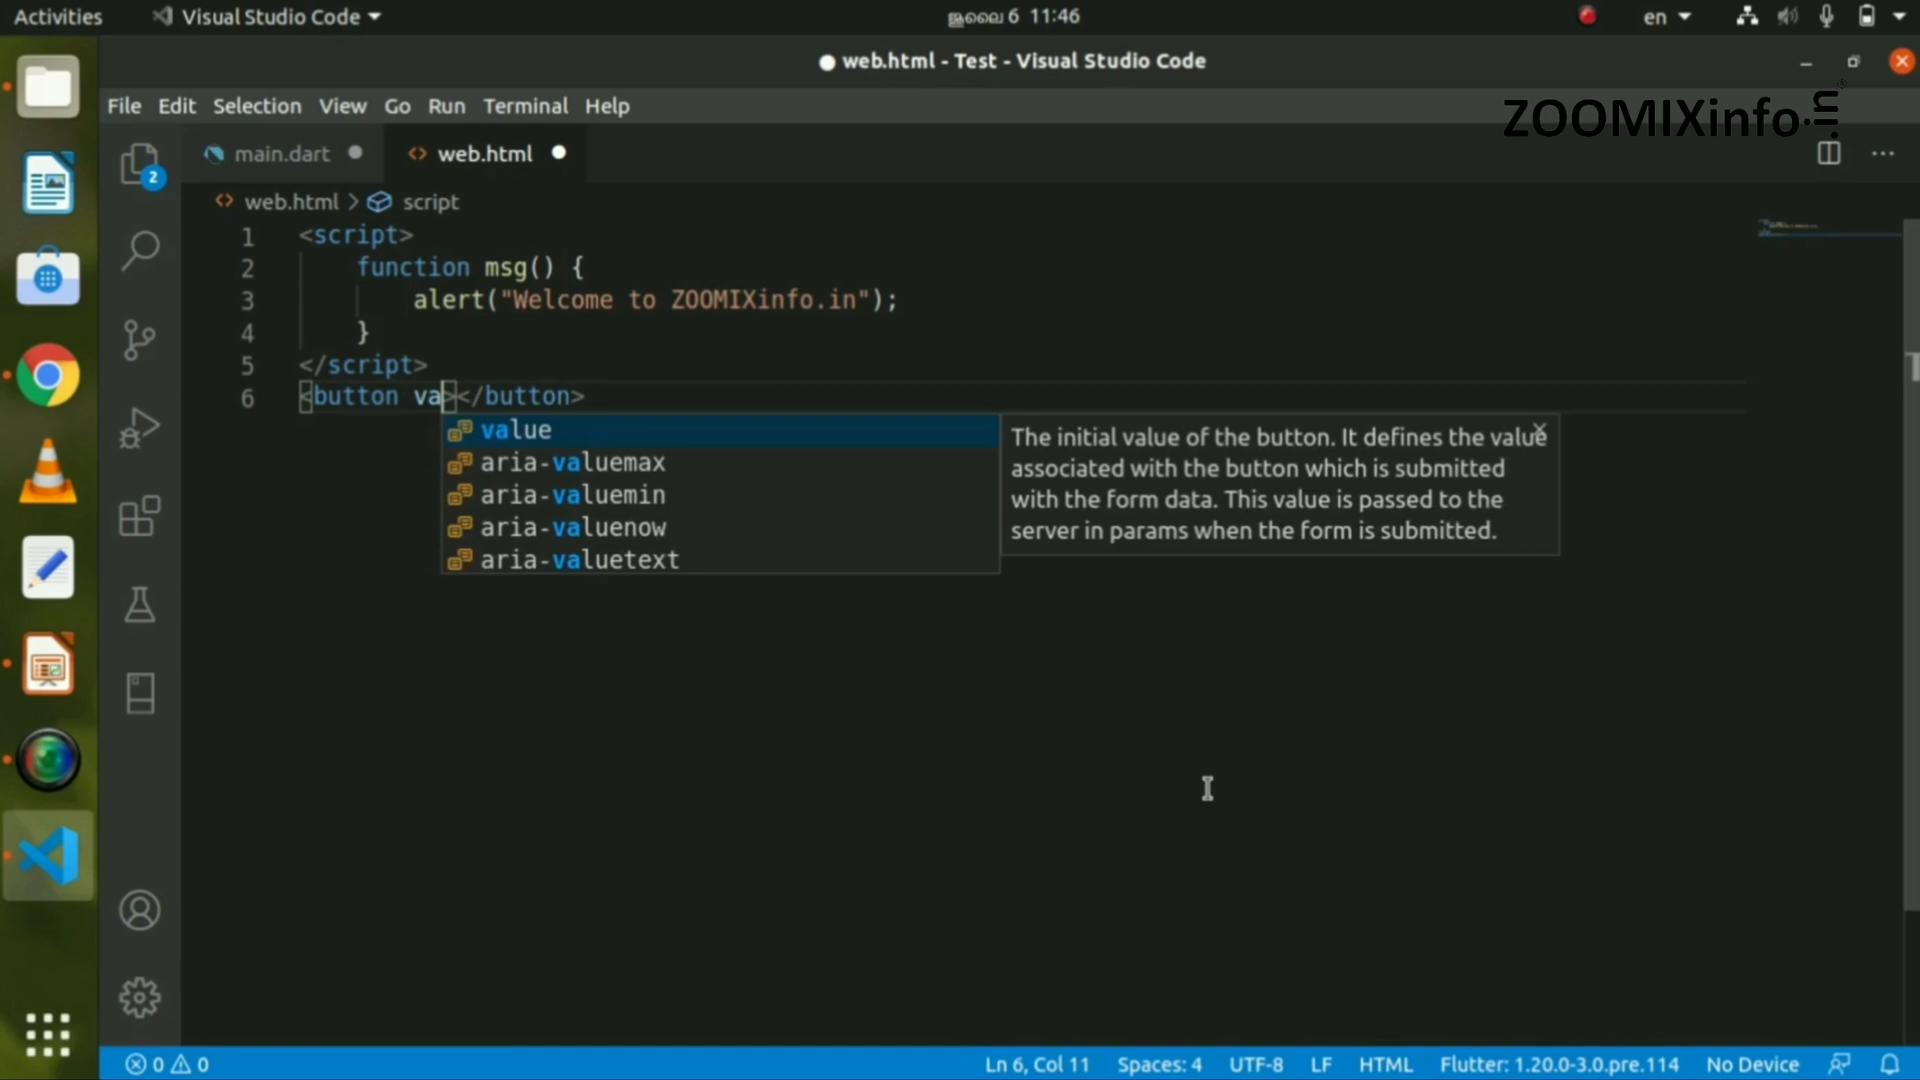 Activities
Visual Studio Code
ജൂലൈ 6 11:46
en
web.html - Test - Visual Studio Code
File Edit Selection View Go Run Terminal Help
ZOOMIXinfo.in
2
main.dart
web.html
web.html > script
1 <script>
2 function msg() {
3 alert("Welcome to ZOOMIXinfo.in");
4 }
5 </script>
6 <button va></button>
value
aria-valuemax
aria-valuemin
aria-valuenow
aria-valuetext
The initial value of the button. It defines the value
associated with the button which is submitted
with the form data. This value is passed to the
server in params when the form is submitted.
0 0
Ln 6, Col 11 Spaces: 4 UTF-8 LF HTML Flutter: 1.20.0-3.0.pre.114 No Device